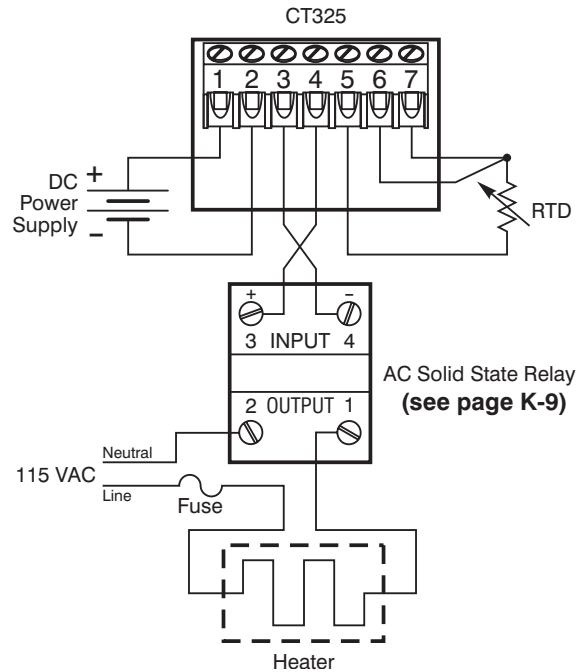 CT325
1 2 3 4 5 6 7
+
DC
Power
Supply
-
RTD
+ -
3 INPUT 4
AC Solid State Relay
(see page K-9)
2 OUTPUT 1
Neutral
115 VAC
Line
Fuse
Heater